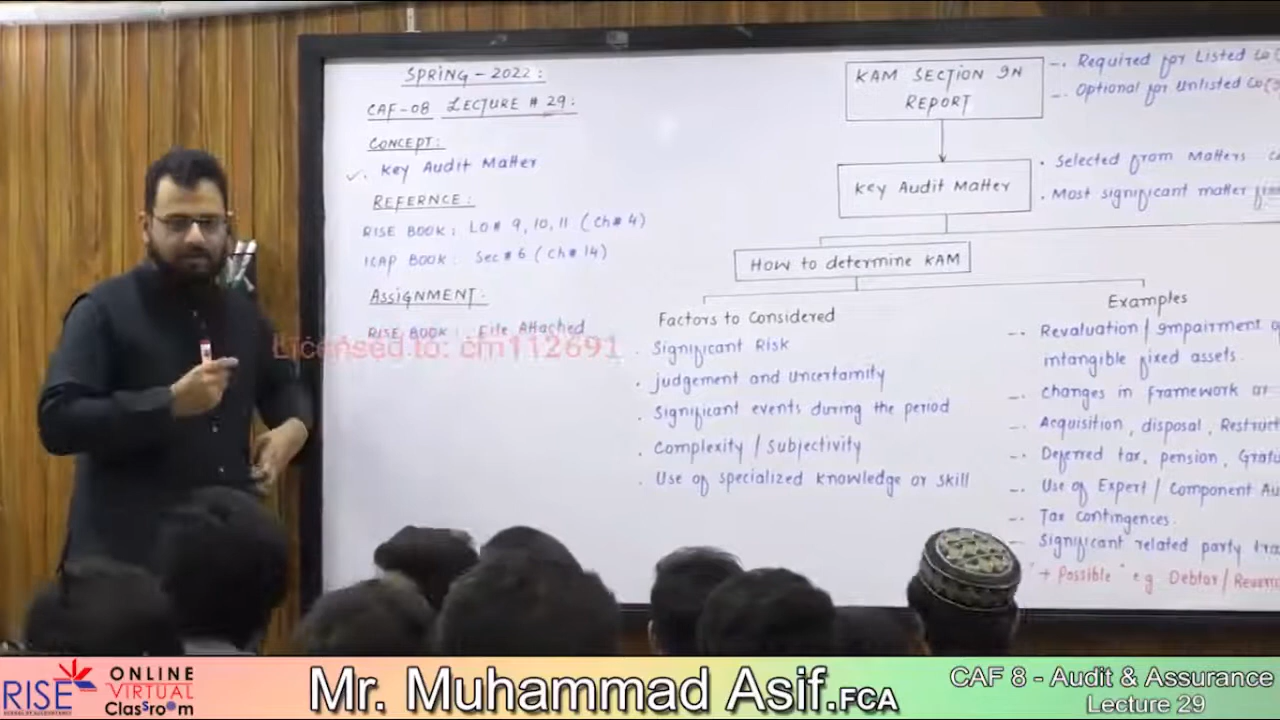 SPRING - 2022:
CAF-08 LECTURE # 29:
CONCEPT:
Key Audit Matter
REFERNCE:
RISE BOOK: LO# 9, 10, 11 (Ch# 4)
ICAP BOOK: Sec# 6 (Ch# 14)
ASSIGNMENT:
RISE BOOK: File Attached
Licensed to: cm112691
KAM SECTION IN
REPORT
Required for Listed Co(
Optional for Unlisted Co(s
Key Audit Matter
Selected from Matters
Most significant matter
How to determine KAM
Factors to Considered
Significant Risk
Judgement and uncertainity
Significant events during the period
Complexity / Subjectivity
Use of specialized knowledge or skill
Examples
Revaluation / Impairment
intangible fixed assets.
Changes in Framework or
Acquisition, disposal, Restruct
Deferred tax, pension, Gratu
Use of Expert / Component Au
Tax contingences.
Significant related party tra
"+ Possible" eg Debtor / Reven
RISE
ONLINE
VIRTUAL
Classroom
Mr. Muhammad Asif.FCA
CAF 8 - Audit & Assurance
Lecture 29